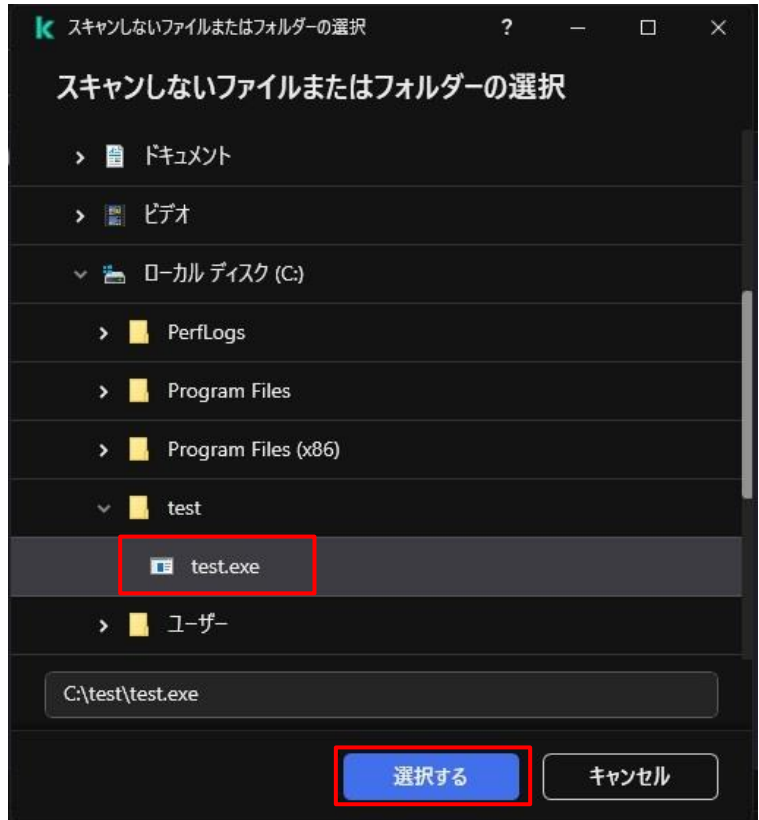 スキャンしないファイルまたはフォルダーの選択
スキャンしないファイルまたはフォルダーの選択
ドキュメント
ビデオ
ローカル ディスク (C:)
PerfLogs
Program Files
Program Files (x86)
test
test.exe
ユーザー
C:\test\test.exe
選択する キャンセル